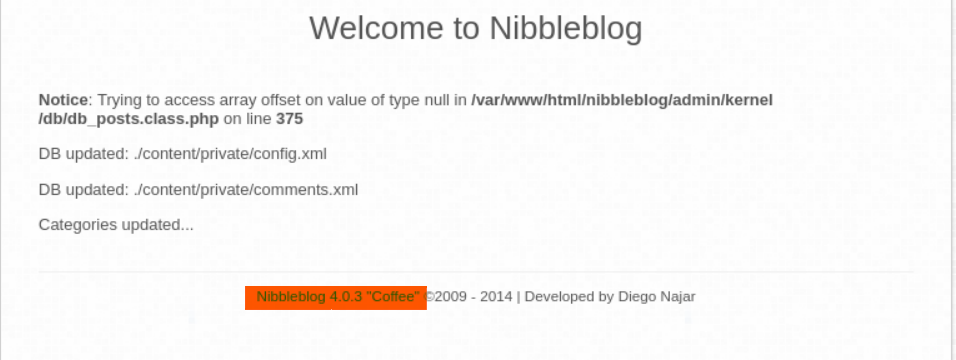 Welcome to Nibbleblog
Notice: Trying to access array offset on value of type null in /var/www/html/nibbleblog/admin/kernel
/db/db_posts.class.php on line 375
DB updated: ./content/private/config.xml
DB updated: ./content/private/comments.xml
Categories updated...
Nibbleblog 4.0.3 "Coffee" ©2009 - 2014 | Developed by Diego Najar